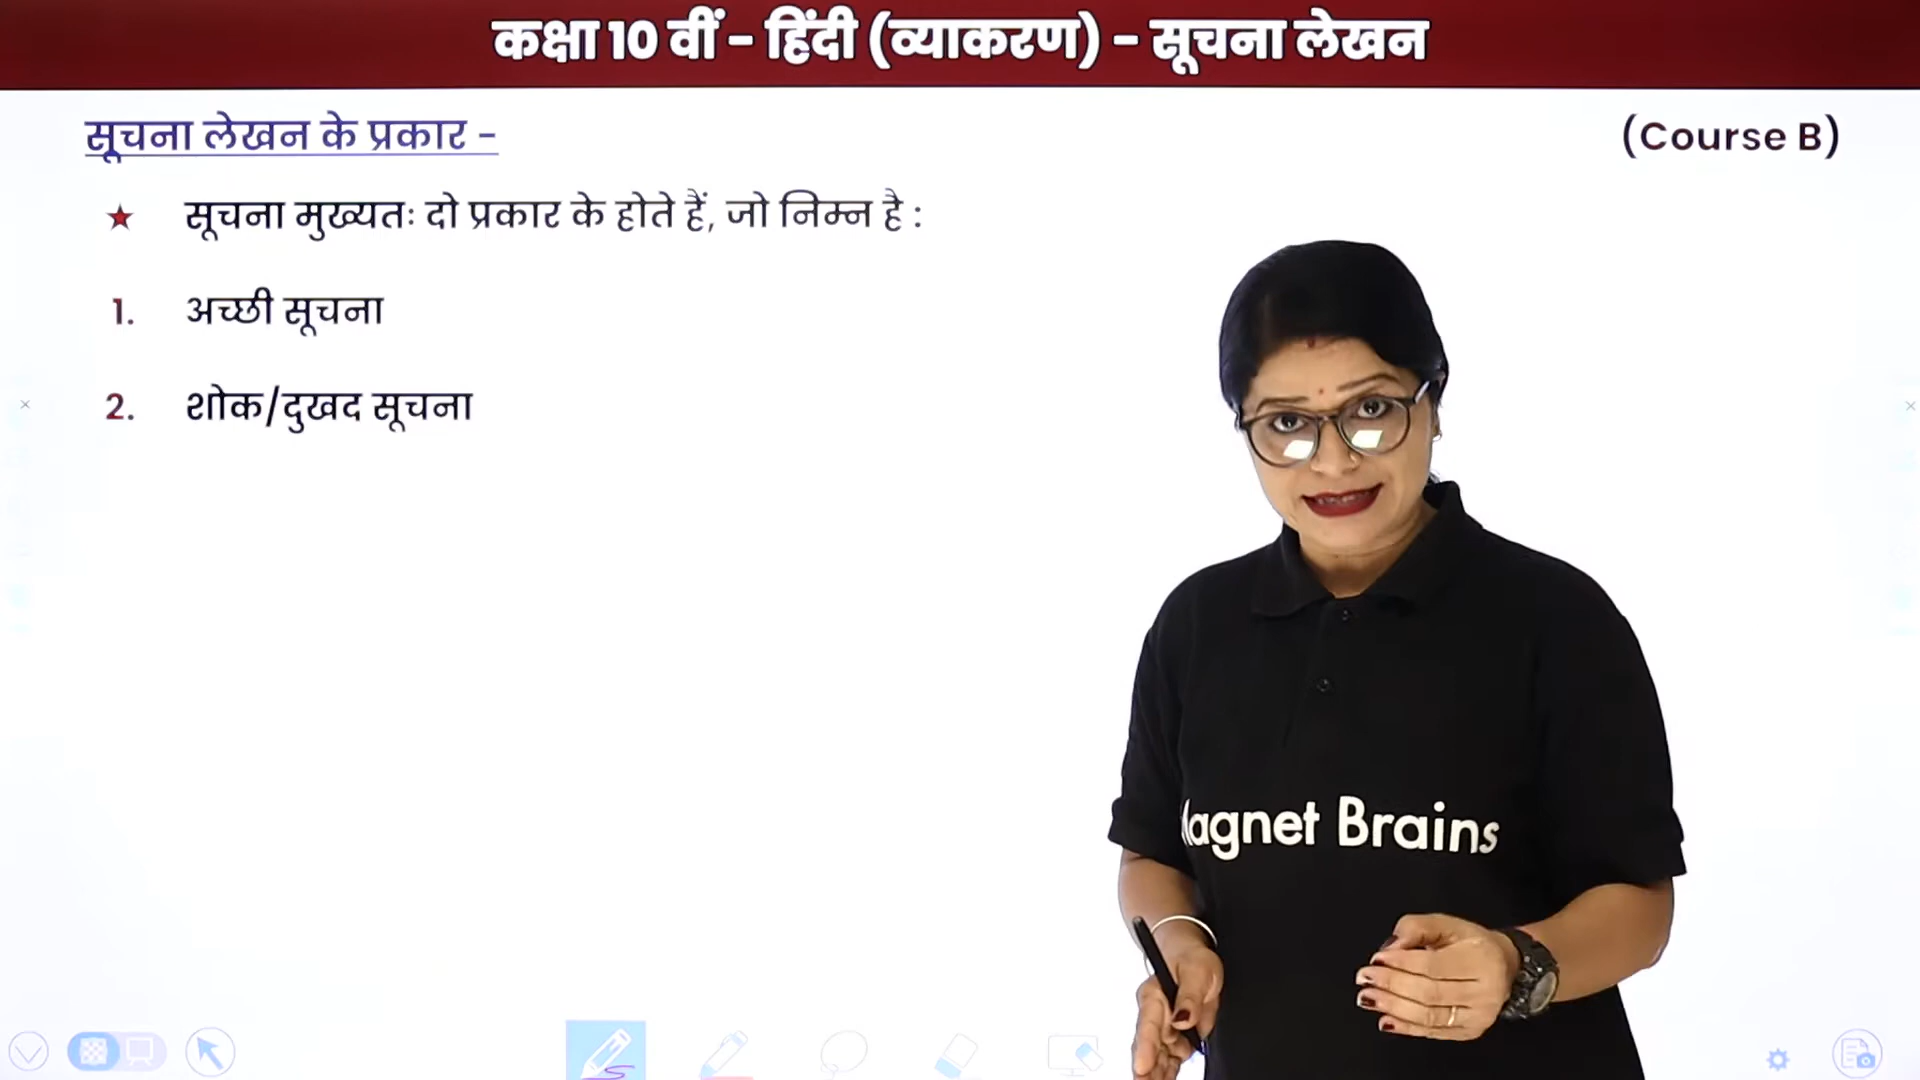 कक्षा 10 वीं - हिंदी (व्याकरण) - सूचना लेखन
सूचना लेखन के प्रकार -
(Course B)
★ सूचना मुख्यतः दो प्रकार के होते हैं, जो निम्न है :
1. अच्छी सूचना
2. शोक/दुखद सूचना
Magnet Brains